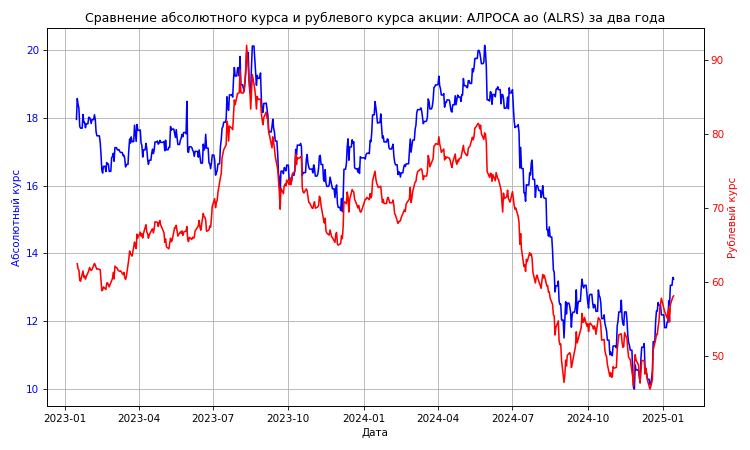 Сравнение абсолютного курса и рублевого курса акции: АЛРОСА ао (ALRS) за два года
20
18
16
14
12
10
Абсолютный курс
90
80
70
60
50
Рублевый курс
2023-01 2023-04 2023-07 2023-10 2024-01 2024-04 2024-07 2024-10 2025-01
Дата